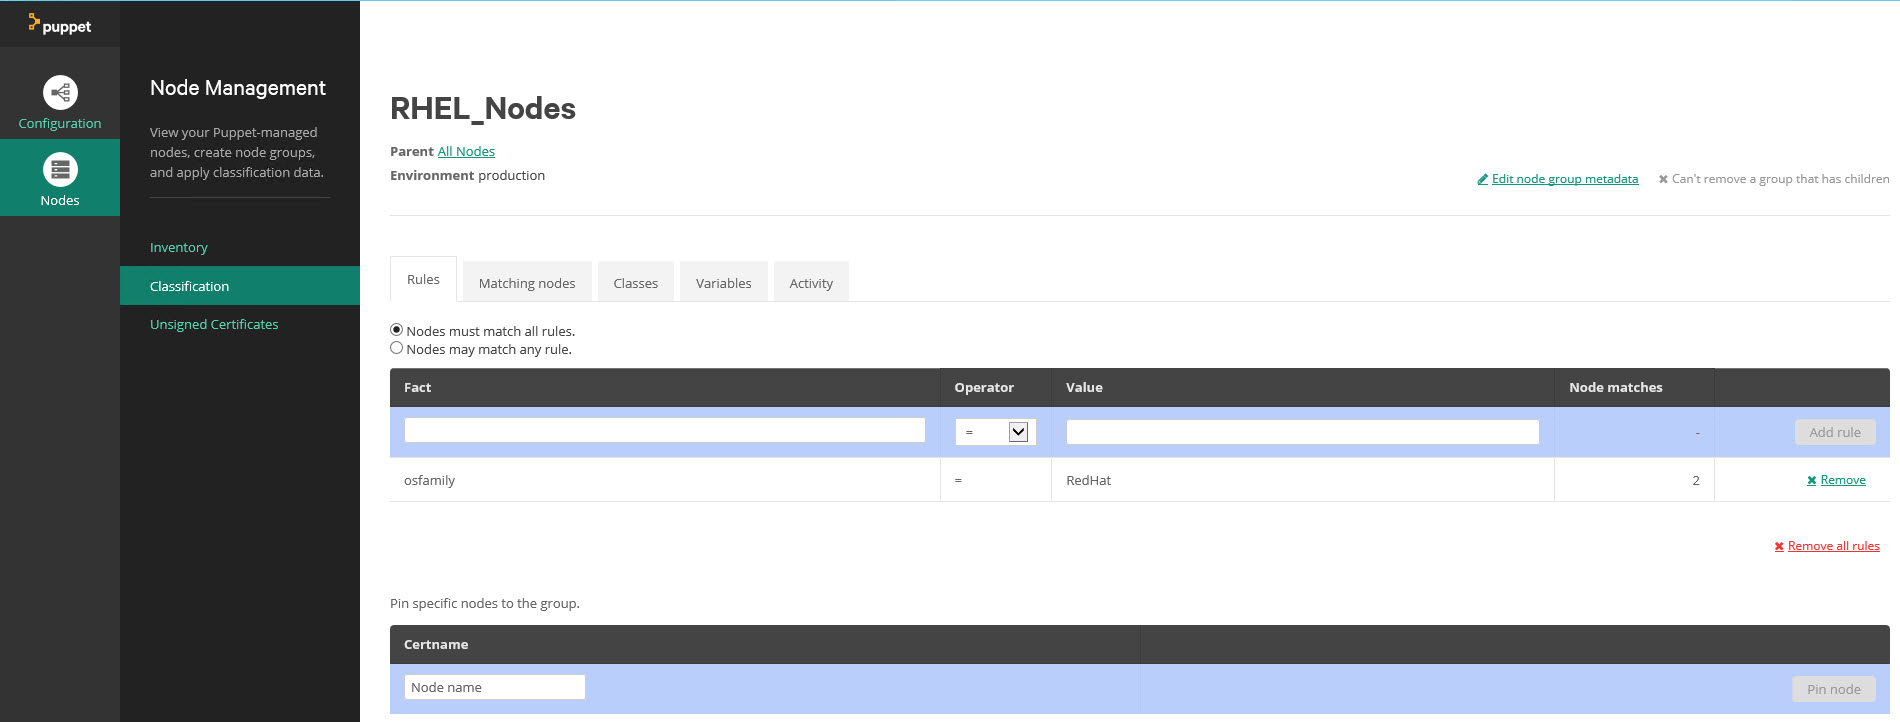 puppet
Configuration
Nodes
Node Management
View your Puppet-managed
nodes, create node groups,
and apply classification data.
Inventory
Classification
Unsigned Certificates
RHEL_Nodes
Parent All Nodes
Environment production
Edit node group metadata
Can't remove a group that has children
Rules Matching nodes Classes Variables Activity
Nodes must match all rules.
Nodes may match any rule.
Fact Operator Value Node matches
= - Add rule
osfamily = RedHat 2 Remove
Remove all rules
Pin specific nodes to the group.
Certname
Node name Pin node